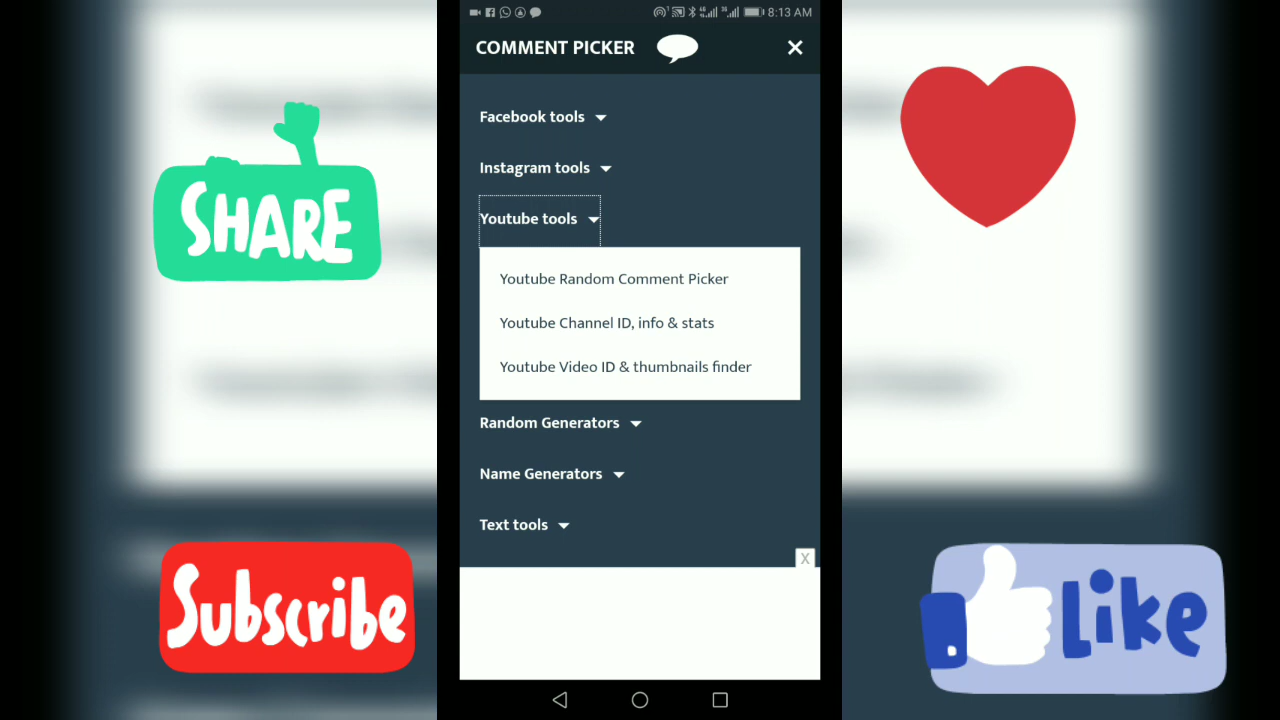 8:13 AM
COMMENT PICKER
Facebook tools
Instagram tools
Youtube tools
Youtube Random Comment Picker
Youtube Channel ID, info & stats
Youtube Video ID & thumbnails finder
Random Generators
Name Generators
Text tools
X
SHARE
Subscribe
Like